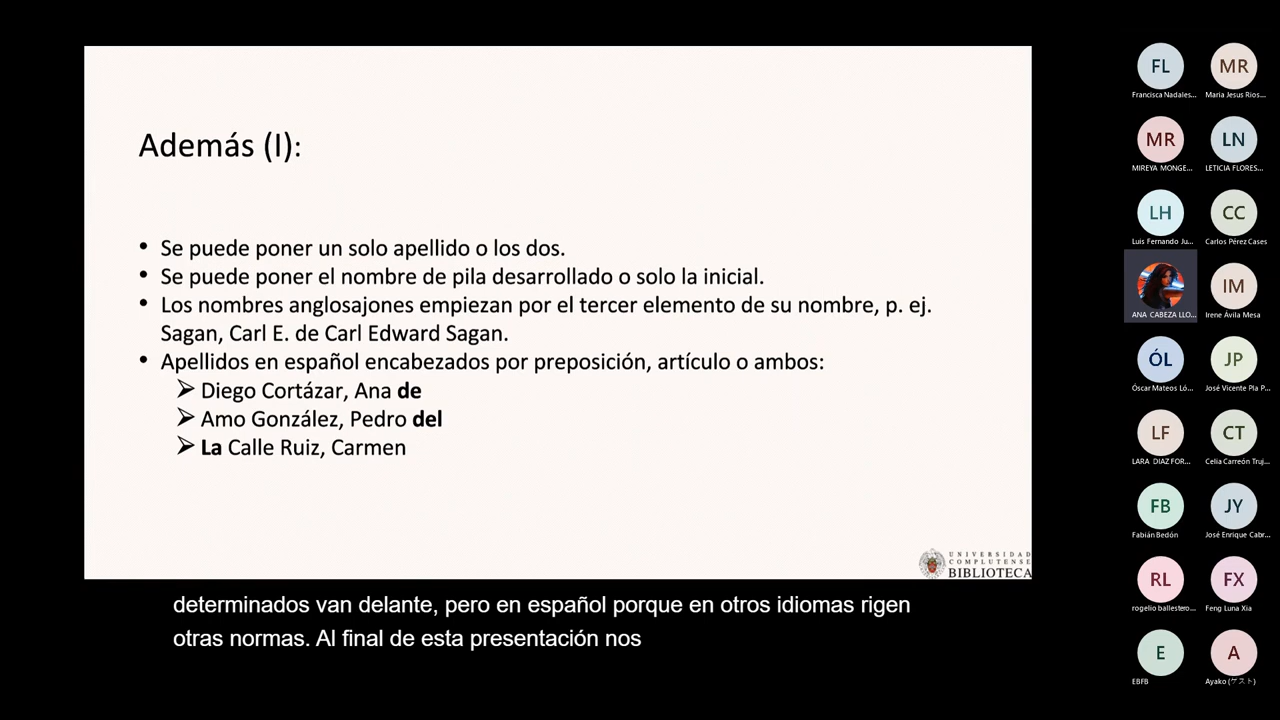 Además (I):
• Se puede poner un solo apellido o los dos.
• Se puede poner el nombre de pila desarrollado o solo la inicial.
• Los nombres anglosajones empiezan por el tercer elemento de su nombre, p. ej.
Sagan, Carl E. de Carl Edward Sagan.
• Apellidos en español encabezados por preposición, artículo o ambos:
➢ Diego Cortázar, Ana de
➢ Amo González, Pedro del
➢ La Calle Ruiz, Carmen
UNIVERSIDAD
COMPLUTENSE
BIBLIOTECA
determinados van delante, pero en español porque en otros idiomas rigen
otras normas. Al final de esta presentación nos
FL MR
Francisca Nadales... Maria Jesus Ríos...
MR LN
MIREYA MONGE... LETICIA FLORES...
LH CC
Luis Fernando Ju... Carlos Pérez Cases
IM
ANA CABEZA LLO... Irene Ávila Mesa
ÓL JP
Óscar Mateos Ló... José Vicente Pla P...
LF CT
LARA DIAZ FOR... Celia Carreón Truj...
FB JY
Fabián Bedón José Enrique Cabr...
RL FX
rogelio ballestero... Feng Luna Xia
E A
EBFB Ayako (ゲスト)